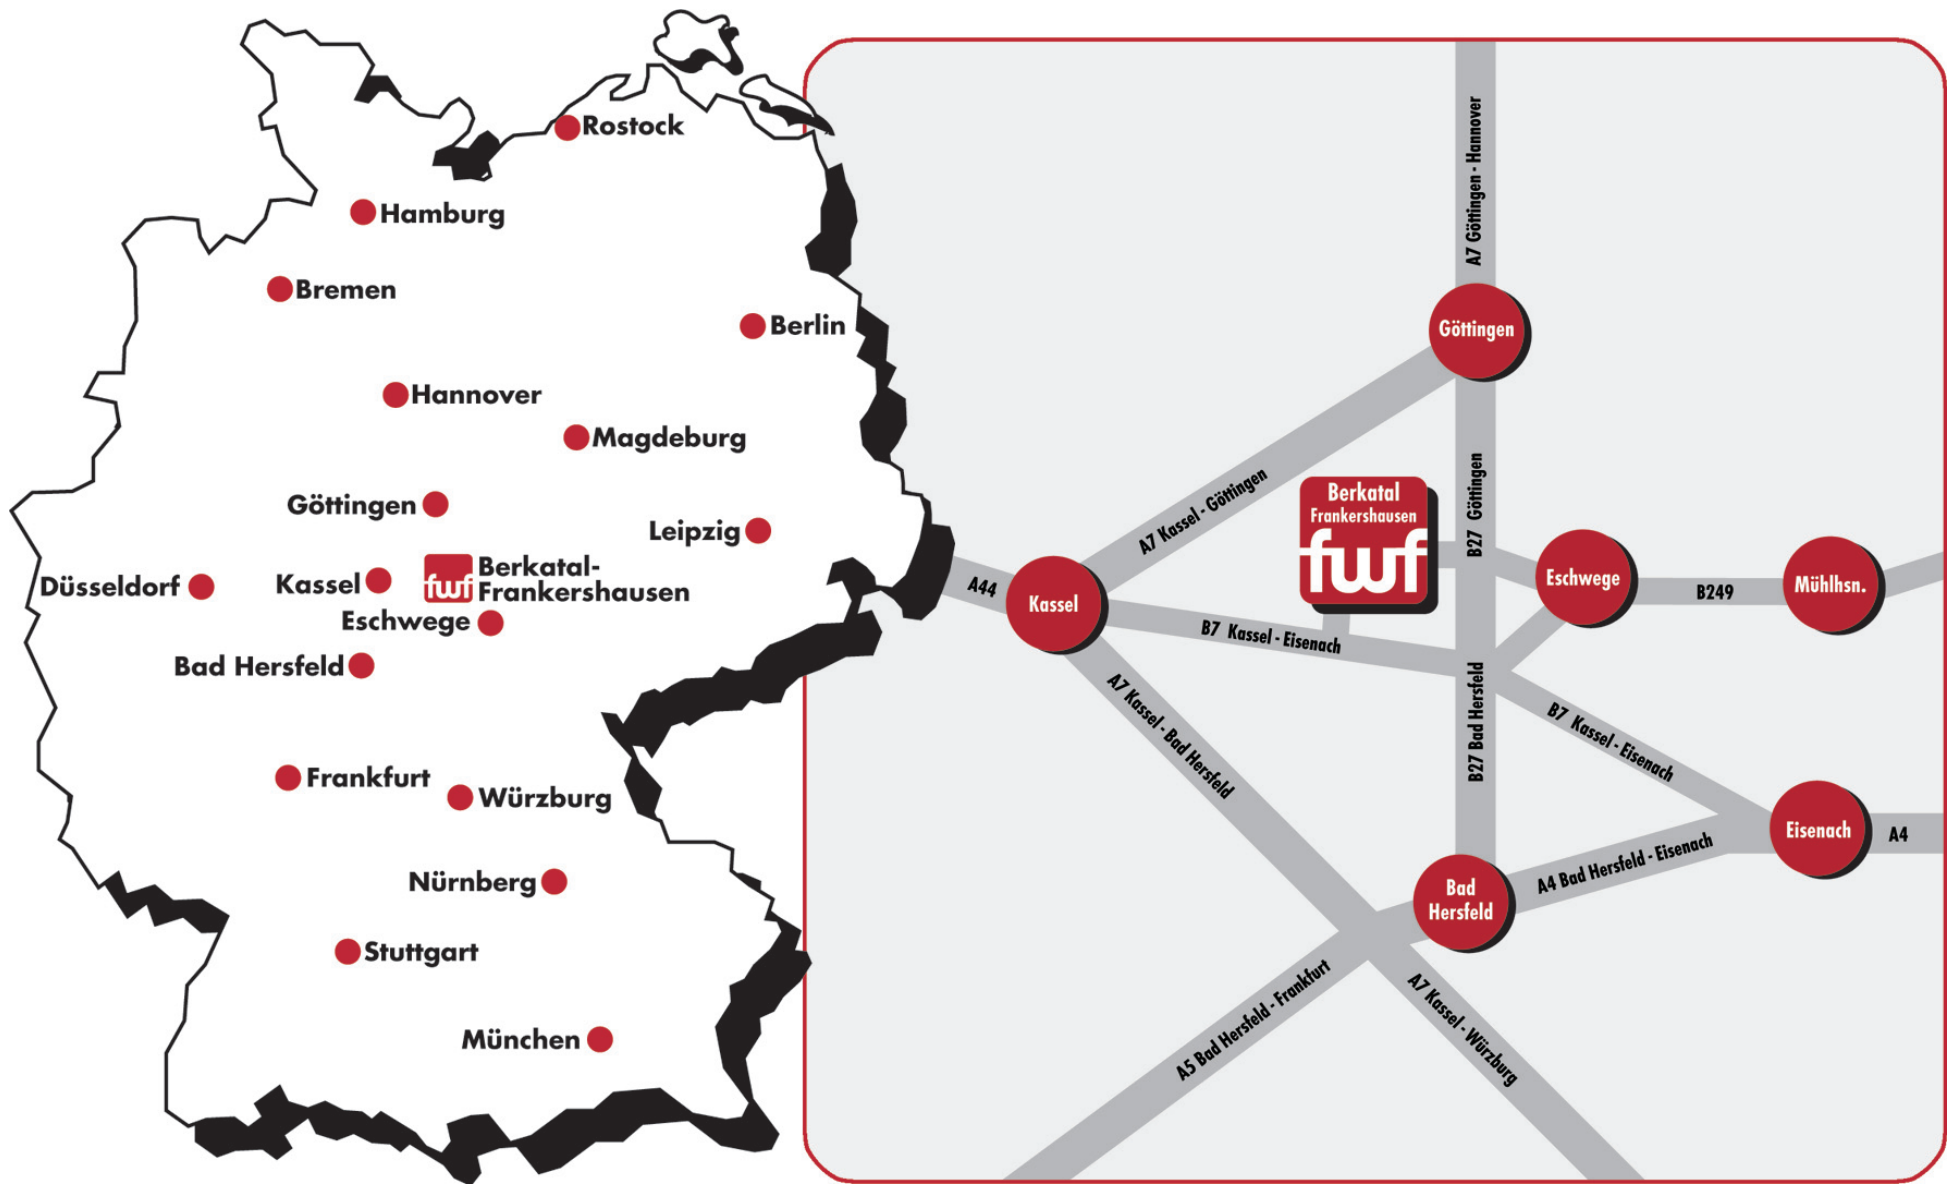 Rostock
Hamburg
Bremen
Berlin
Hannover
Magdeburg
Göttingen
Leipzig
Düsseldorf
Kassel
fwf
Berkatal-
Frankershausen
Eschwege
Bad Hersfeld
Frankfurt
Würzburg
Nürnberg
Stuttgart
München
A7 Göttingen - Hannover
Göttingen
A7 Kassel - Göttingen
Berkatal
Frankershausen
fwf
B27 Göttingen
A44
Kassel
Eschwege
B249
Mühlhsn.
B7 Kassel - Eisenach
A7 Kassel - Bad Hersfeld
B27 Bad Hersfeld
B7 Kassel - Eisenach
Eisenach
A4
A4 Bad Hersfeld - Eisenach
Bad
Hersfeld
A5 Bad Hersfeld - Frankfurt
A7 Kassel - Würzburg